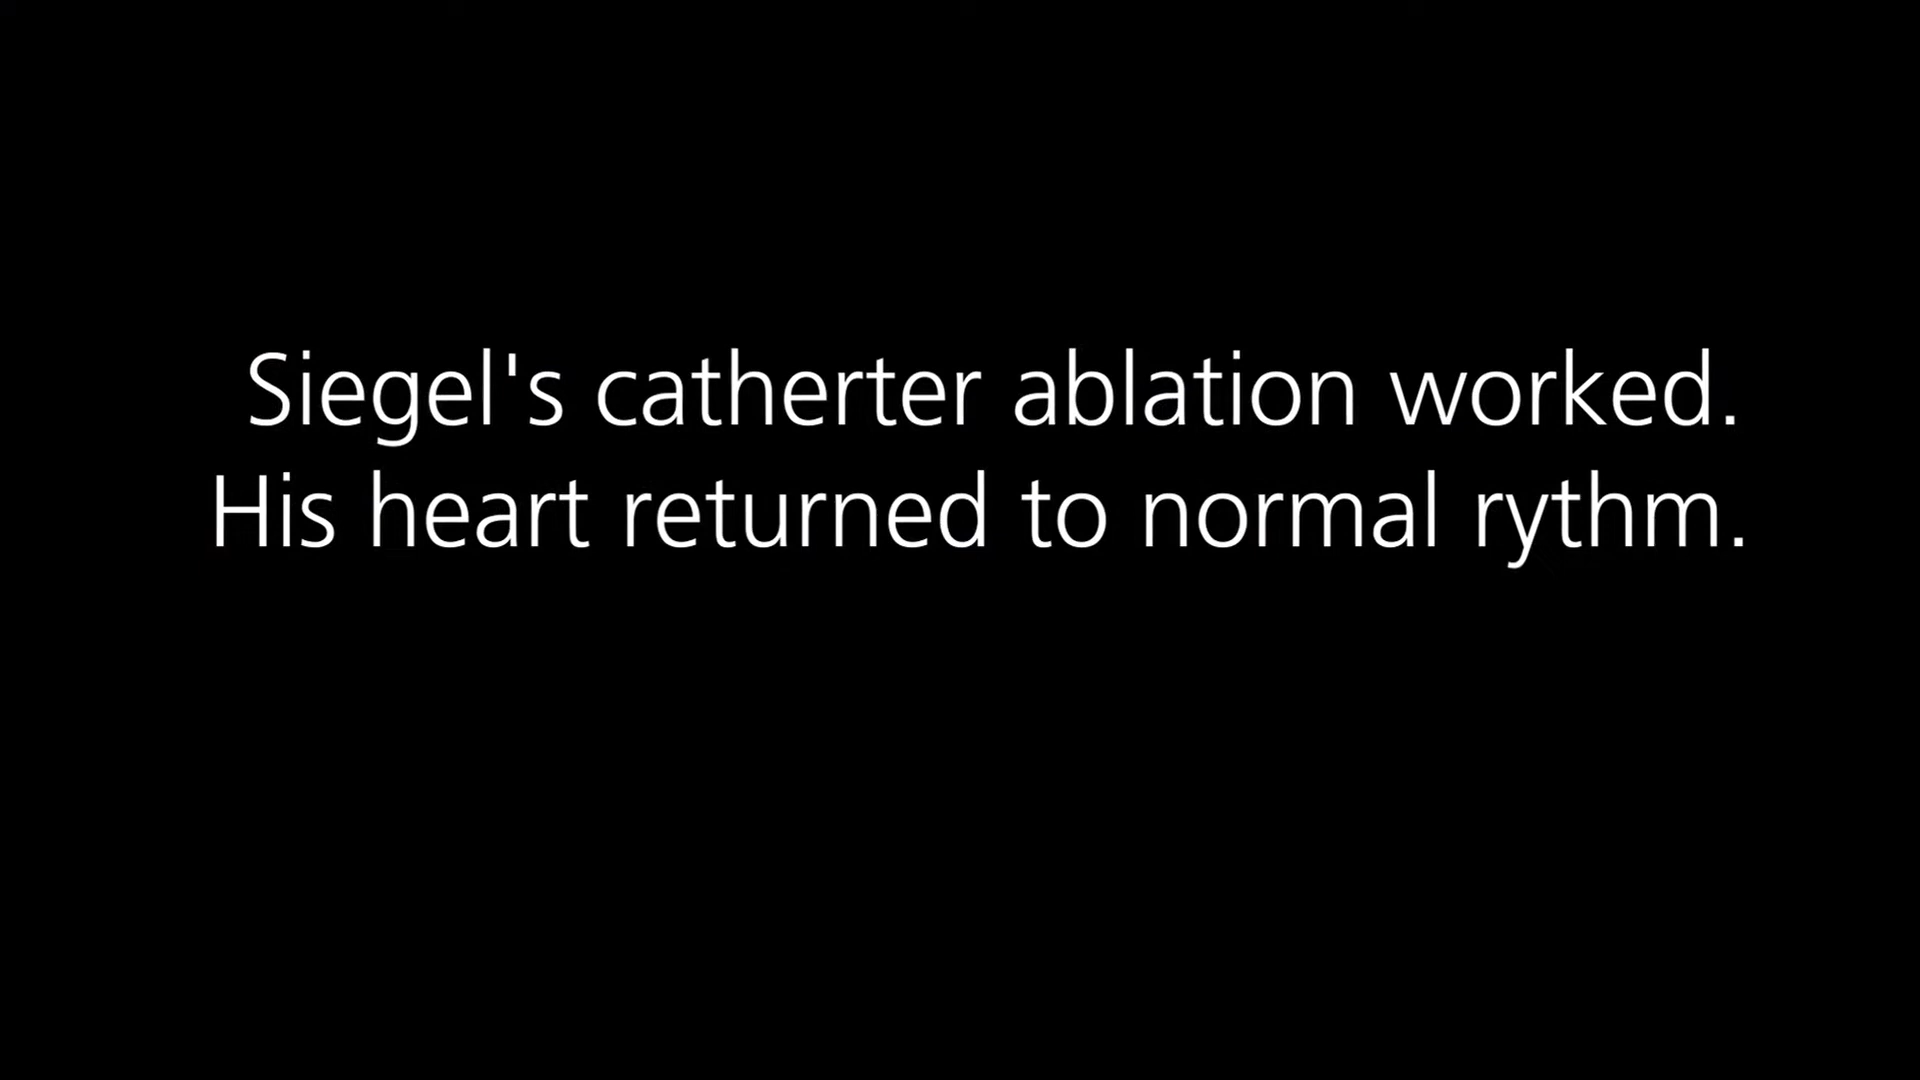 Siegel's catherter ablation worked.
His heart returned to normal rythm.